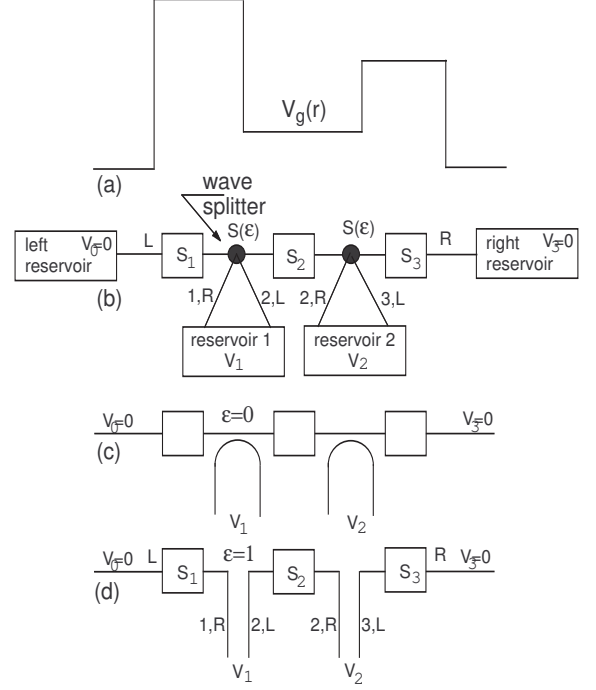 V_g(r)
(a)
wave
splitter
S(ε) S(ε)
left V_0=0
reservoir
L
S_1
S_2
S_3
R
right V_3=0
reservoir
(b)
1,R 2,L 2,R 3,L
reservoir 1
V_1
reservoir 2
V_2
V_0=0 ε=0 V_3=0
(c)
V_1 V_2
V_0=0 L ε=1 R V_3=0
S_1 S_2 S_3
(d)
1,R 2,L 2,R 3,L
V_1 V_2